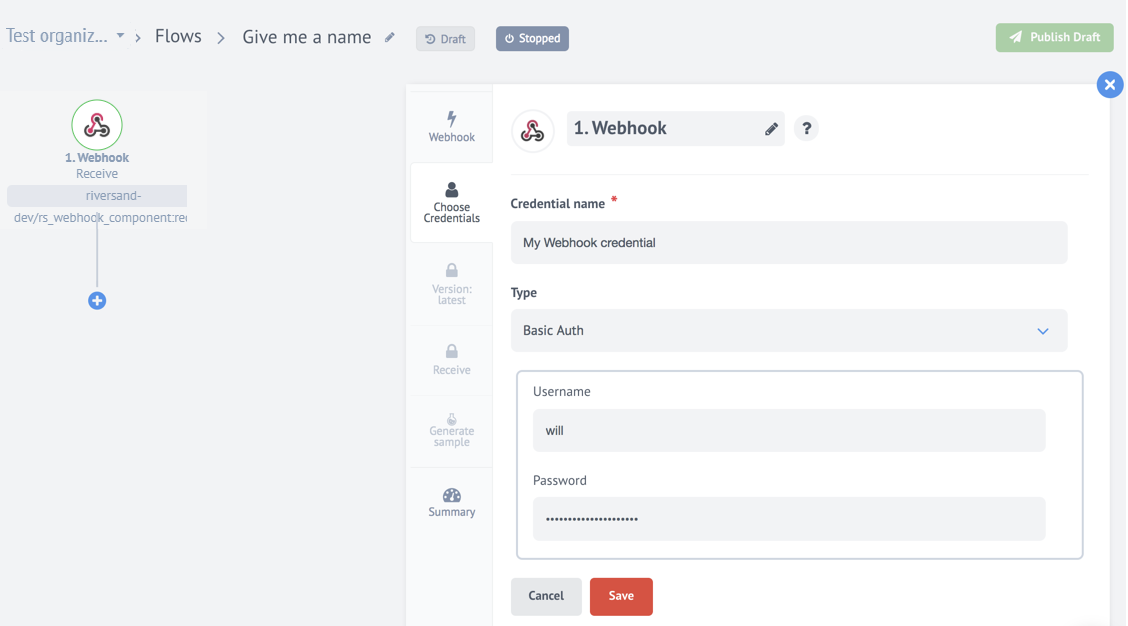 Test organiz... > Flows > Give me a name Draft Stopped Publish Draft
1. Webhook
Receive
riversand-
dev/rs_webhook_component:rec
Webhook
Choose
Credentials
Version:
latest
Receive
Generate
sample
Summary
1. Webhook ?
Credential name *
My Webhook credential
Type
Basic Auth
Username
will
Password
•••••••••••••••••••••
Cancel Save